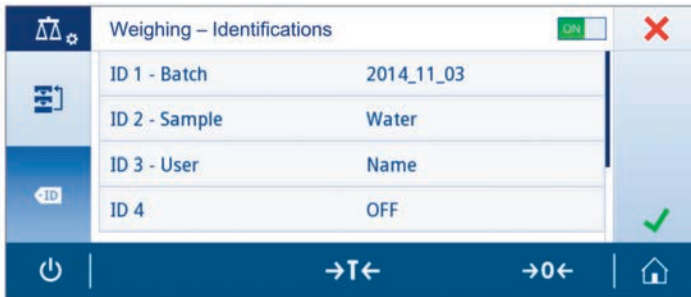 Weighing – Identifications
ON
ID 1 - Batch 2014_11_03
ID 2 - Sample Water
ID 3 - User Name
ID
ID 4 OFF
→T← →0←